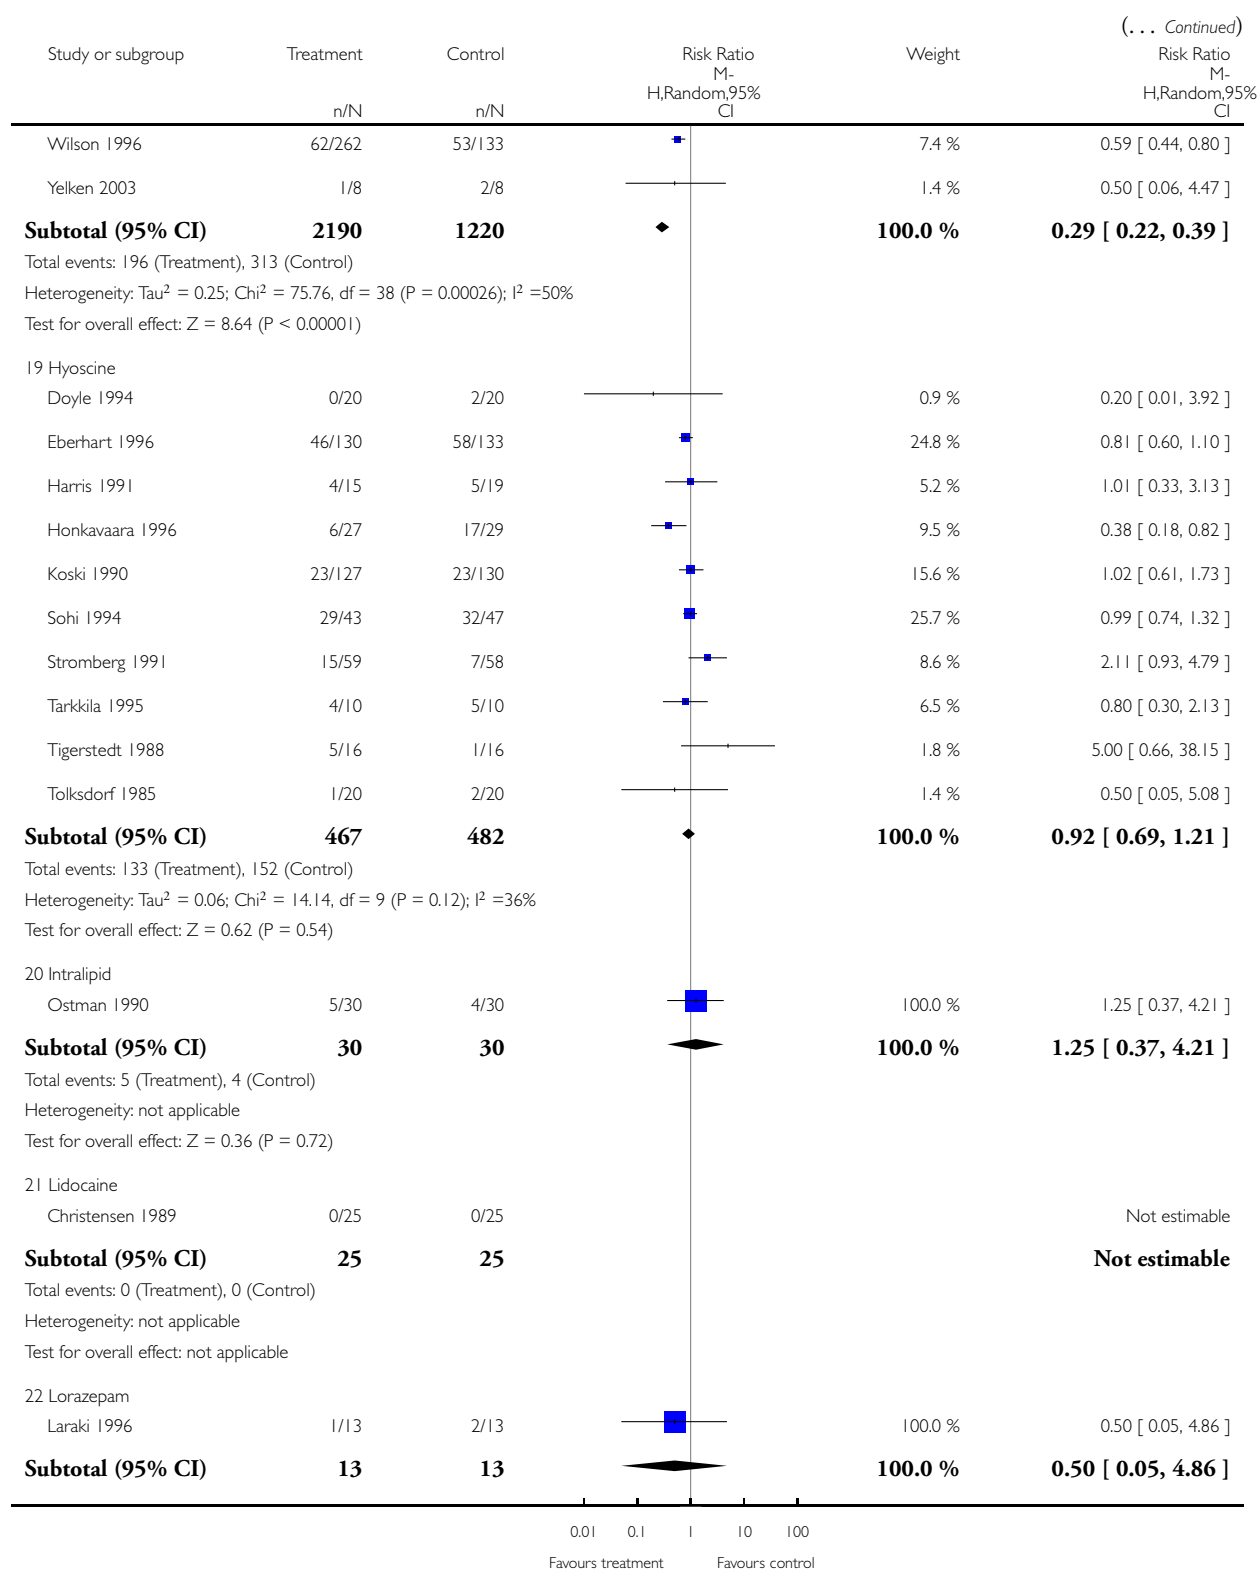 (... Continued)
Study or subgroup Treatment Control Risk Ratio Weight Risk Ratio
M- M-
H,Random,95% H,Random,95%
n/N n/N CI CI
Wilson 1996 62/262 53/133 7.4 % 0.59 [ 0.44, 0.80 ]
Yelken 2003 1/8 2/8 1.4 % 0.50 [ 0.06, 4.47 ]
Subtotal (95% CI) 2190 1220 100.0 % 0.29 [ 0.22, 0.39 ]
Total events: 196 (Treatment), 313 (Control)
Heterogeneity: Tau² = 0.25; Chi² = 75.76, df = 38 (P = 0.00026); I² =50%
Test for overall effect: Z = 8.64 (P < 0.00001)
19 Hyoscine
Doyle 1994 0/20 2/20 0.9 % 0.20 [ 0.01, 3.92 ]
Eberhart 1996 46/130 58/133 24.8 % 0.81 [ 0.60, 1.10 ]
Harris 1991 4/15 5/19 5.2 % 1.01 [ 0.33, 3.13 ]
Honkavaara 1996 6/27 17/29 9.5 % 0.38 [ 0.18, 0.82 ]
Koski 1990 23/127 23/130 15.6 % 1.02 [ 0.61, 1.73 ]
Sohi 1994 29/43 32/47 25.7 % 0.99 [ 0.74, 1.32 ]
Stromberg 1991 15/59 7/58 8.6 % 2.11 [ 0.93, 4.79 ]
Tarkkila 1995 4/10 5/10 6.5 % 0.80 [ 0.30, 2.13 ]
Tigerstedt 1988 5/16 1/16 1.8 % 5.00 [ 0.66, 38.15 ]
Tolksdorf 1985 1/20 2/20 1.4 % 0.50 [ 0.05, 5.08 ]
Subtotal (95% CI) 467 482 100.0 % 0.92 [ 0.69, 1.21 ]
Total events: 133 (Treatment), 152 (Control)
Heterogeneity: Tau² = 0.06; Chi² = 14.14, df = 9 (P = 0.12); I² =36%
Test for overall effect: Z = 0.62 (P = 0.54)
20 Intralipid
Ostman 1990 5/30 4/30 100.0 % 1.25 [ 0.37, 4.21 ]
Subtotal (95% CI) 30 30 100.0 % 1.25 [ 0.37, 4.21 ]
Total events: 5 (Treatment), 4 (Control)
Heterogeneity: not applicable
Test for overall effect: Z = 0.36 (P = 0.72)
21 Lidocaine
Christensen 1989 0/25 0/25 Not estimable
Subtotal (95% CI) 25 25 Not estimable
Total events: 0 (Treatment), 0 (Control)
Heterogeneity: not applicable
Test for overall effect: not applicable
22 Lorazepam
Laraki 1996 1/13 2/13 100.0 % 0.50 [ 0.05, 4.86 ]
Subtotal (95% CI) 13 13 100.0 % 0.50 [ 0.05, 4.86 ]
0.01 0.1 1 10 100
Favours treatment Favours control